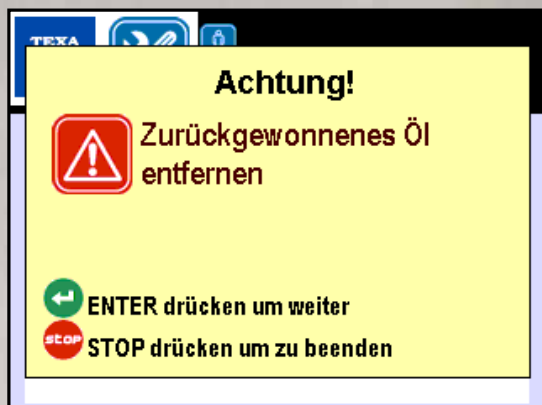 TEXA
Achtung!
Zurückgewonnenes Öl
entfernen
ENTER drücken um weiter
STOP drücken um zu beenden